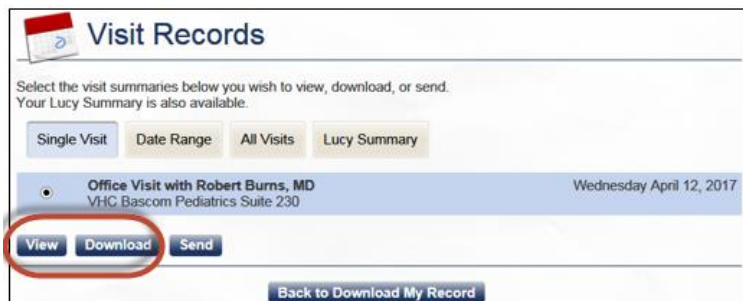 Visit Records
Select the visit summaries below you wish to view, download, or send.
Your Lucy Summary is also available.
Single Visit Date Range All Visits Lucy Summary
Office Visit with Robert Burns, MD Wednesday April 12, 2017
VHC Bascom Pediatrics Suite 230
View Download Send
Back to Download My Record